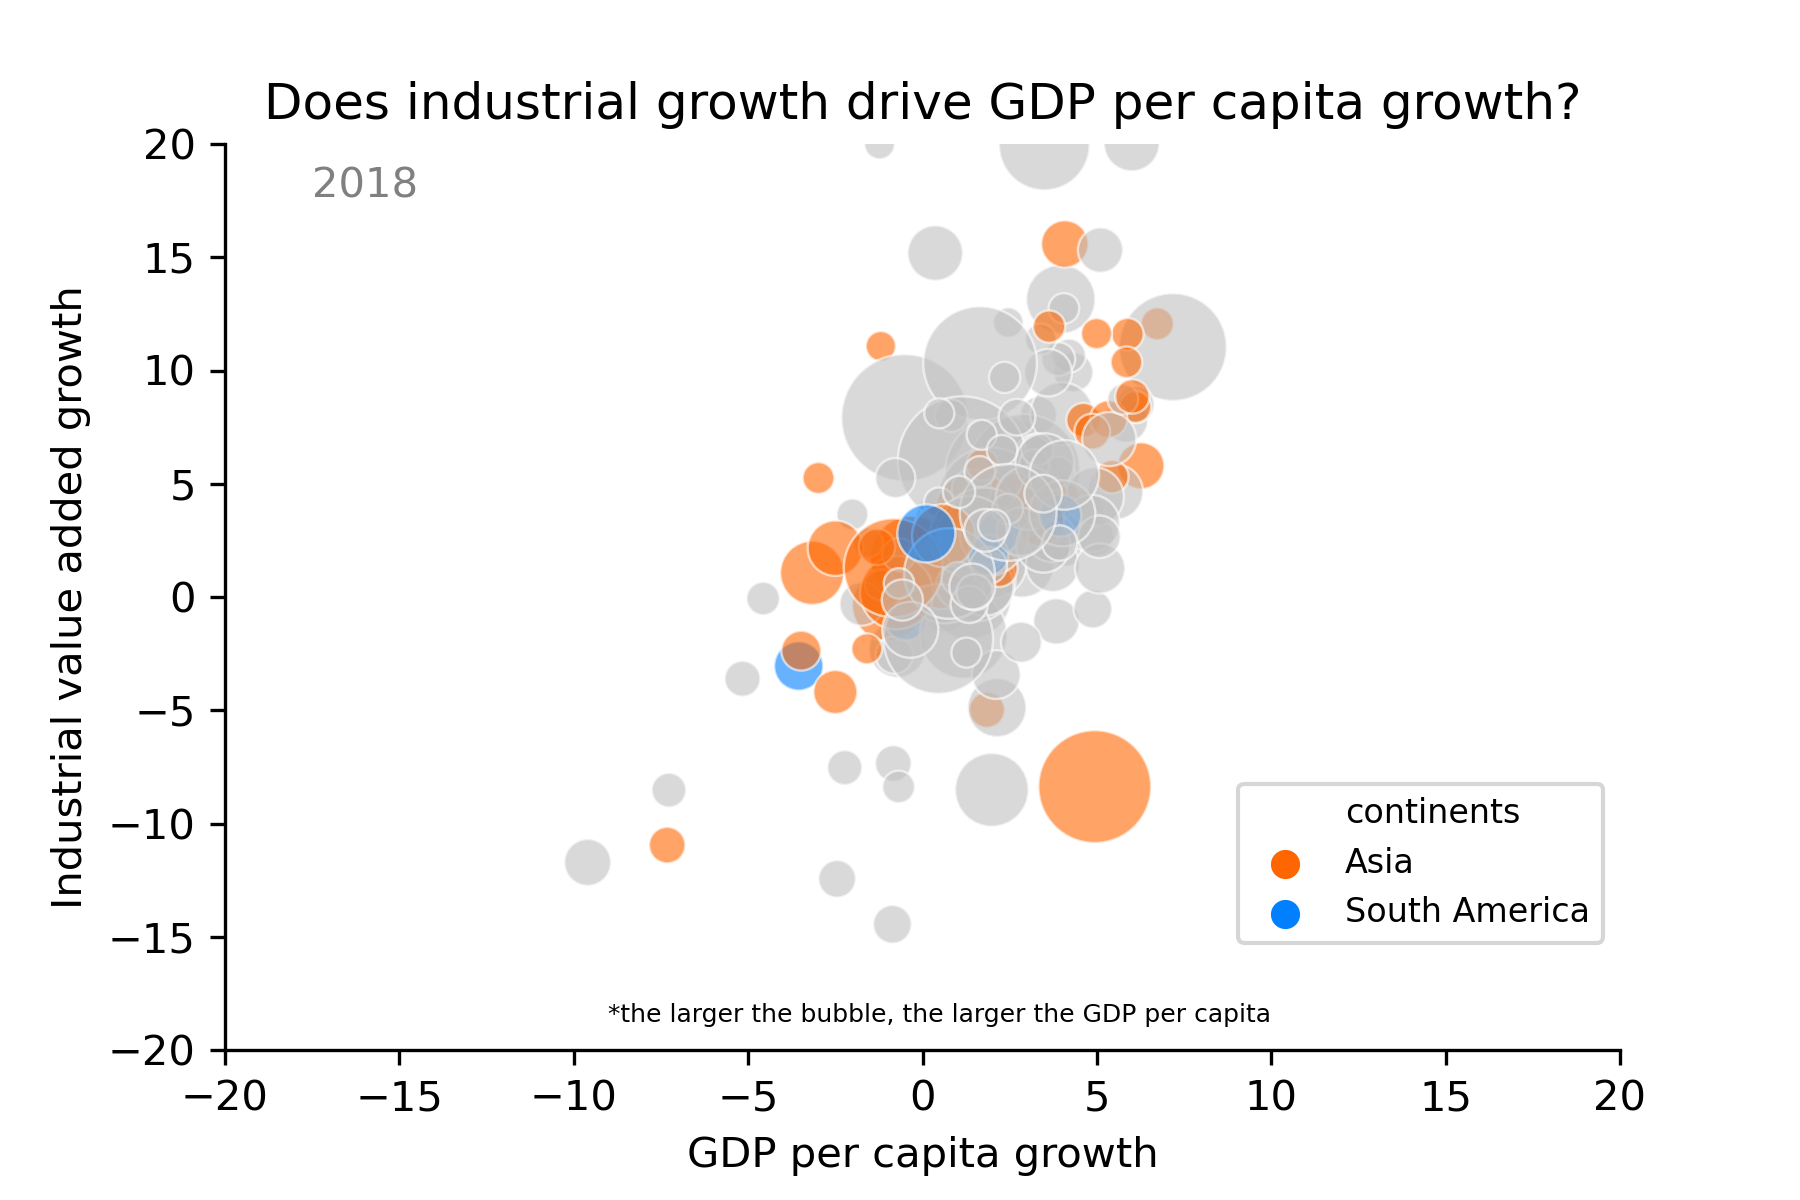 Does industrial growth drive GDP per capita growth?
2018
Industrial value added growth
20
15
10
5
0
−5
−10
−15
−20
continents
Asia
South America
*the larger the bubble, the larger the GDP per capita
−20 −15 −10 −5 0 5 10 15 20
GDP per capita growth